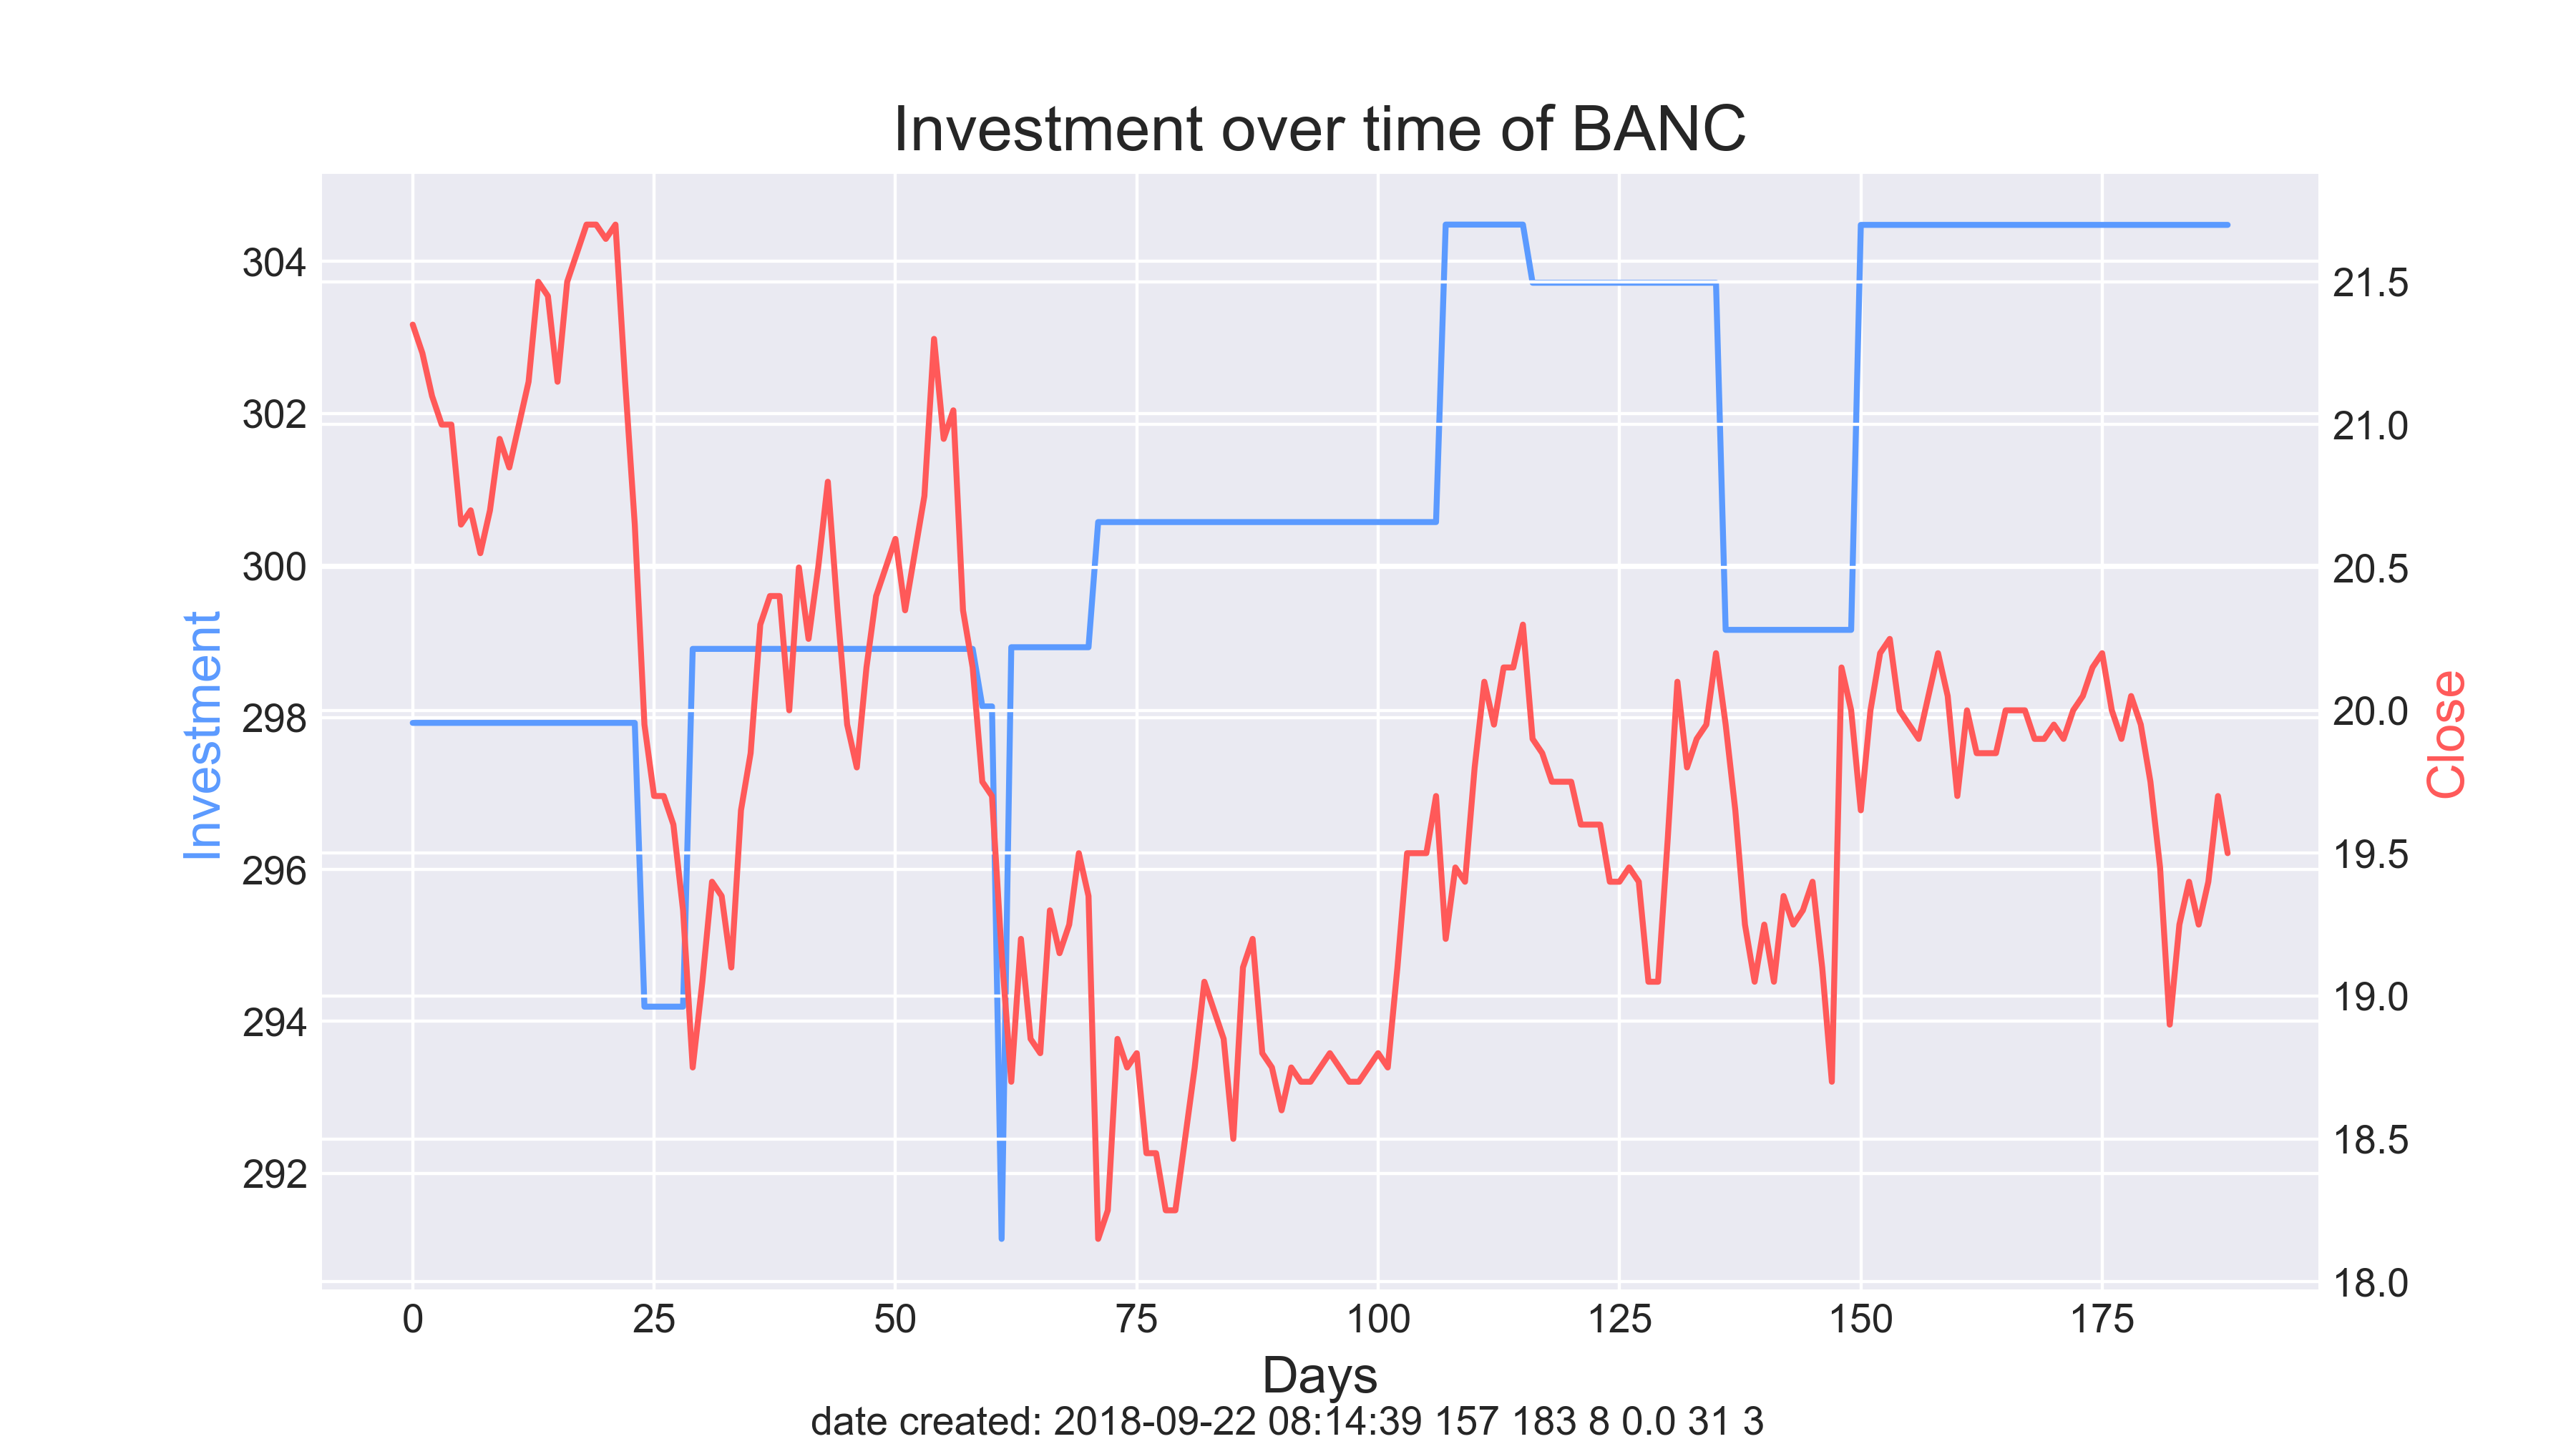 Investment over time of BANC
304
302
300
298
296
294
292
Investment
21.5
21.0
20.5
20.0
19.5
19.0
18.5
18.0
Close
0 25 50 75 100 125 150 175
Days
date created: 2018-09-22 08:14:39 157 183 8 0.0 31 3